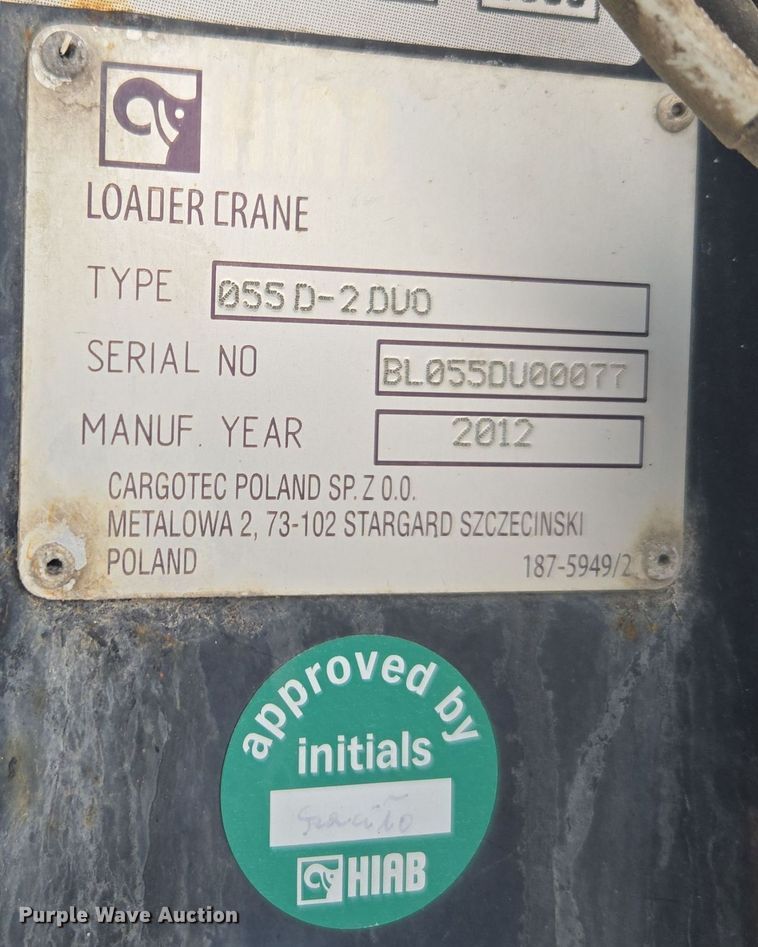 LOADER CRANE
TYPE 055 D-2 DUO
SERIAL NO BL055DU00077
MANUF. YEAR 2012
CARGOTEC POLAND SP. Z O.O.
METALOWA 2, 73-102 STARGARD SZCZECINSKI
POLAND 187-5949/2
approved by
initials
HIAB
Purple Wave Auction